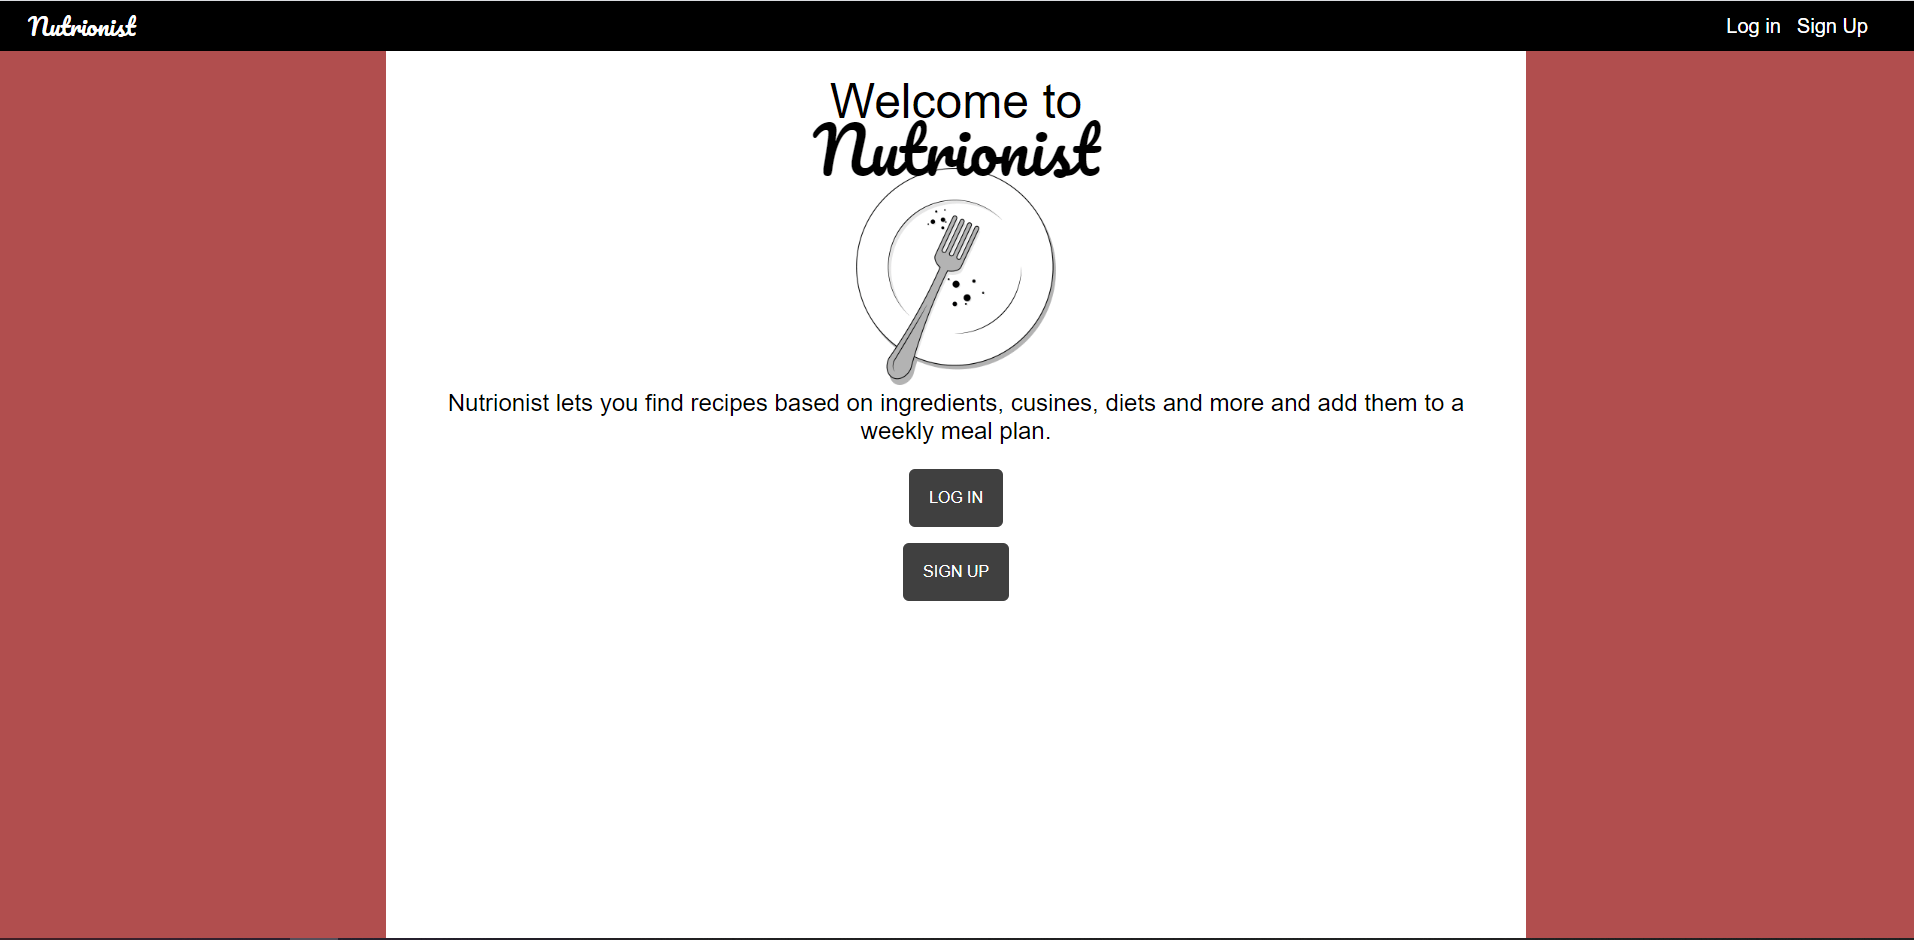 Nutrionist
Log in
Sign Up
Welcome to
Nutrionist
Nutrionist lets you find recipes based on ingredients, cusines, diets and more and add them to a
weekly meal plan.
LOG IN
SIGN UP